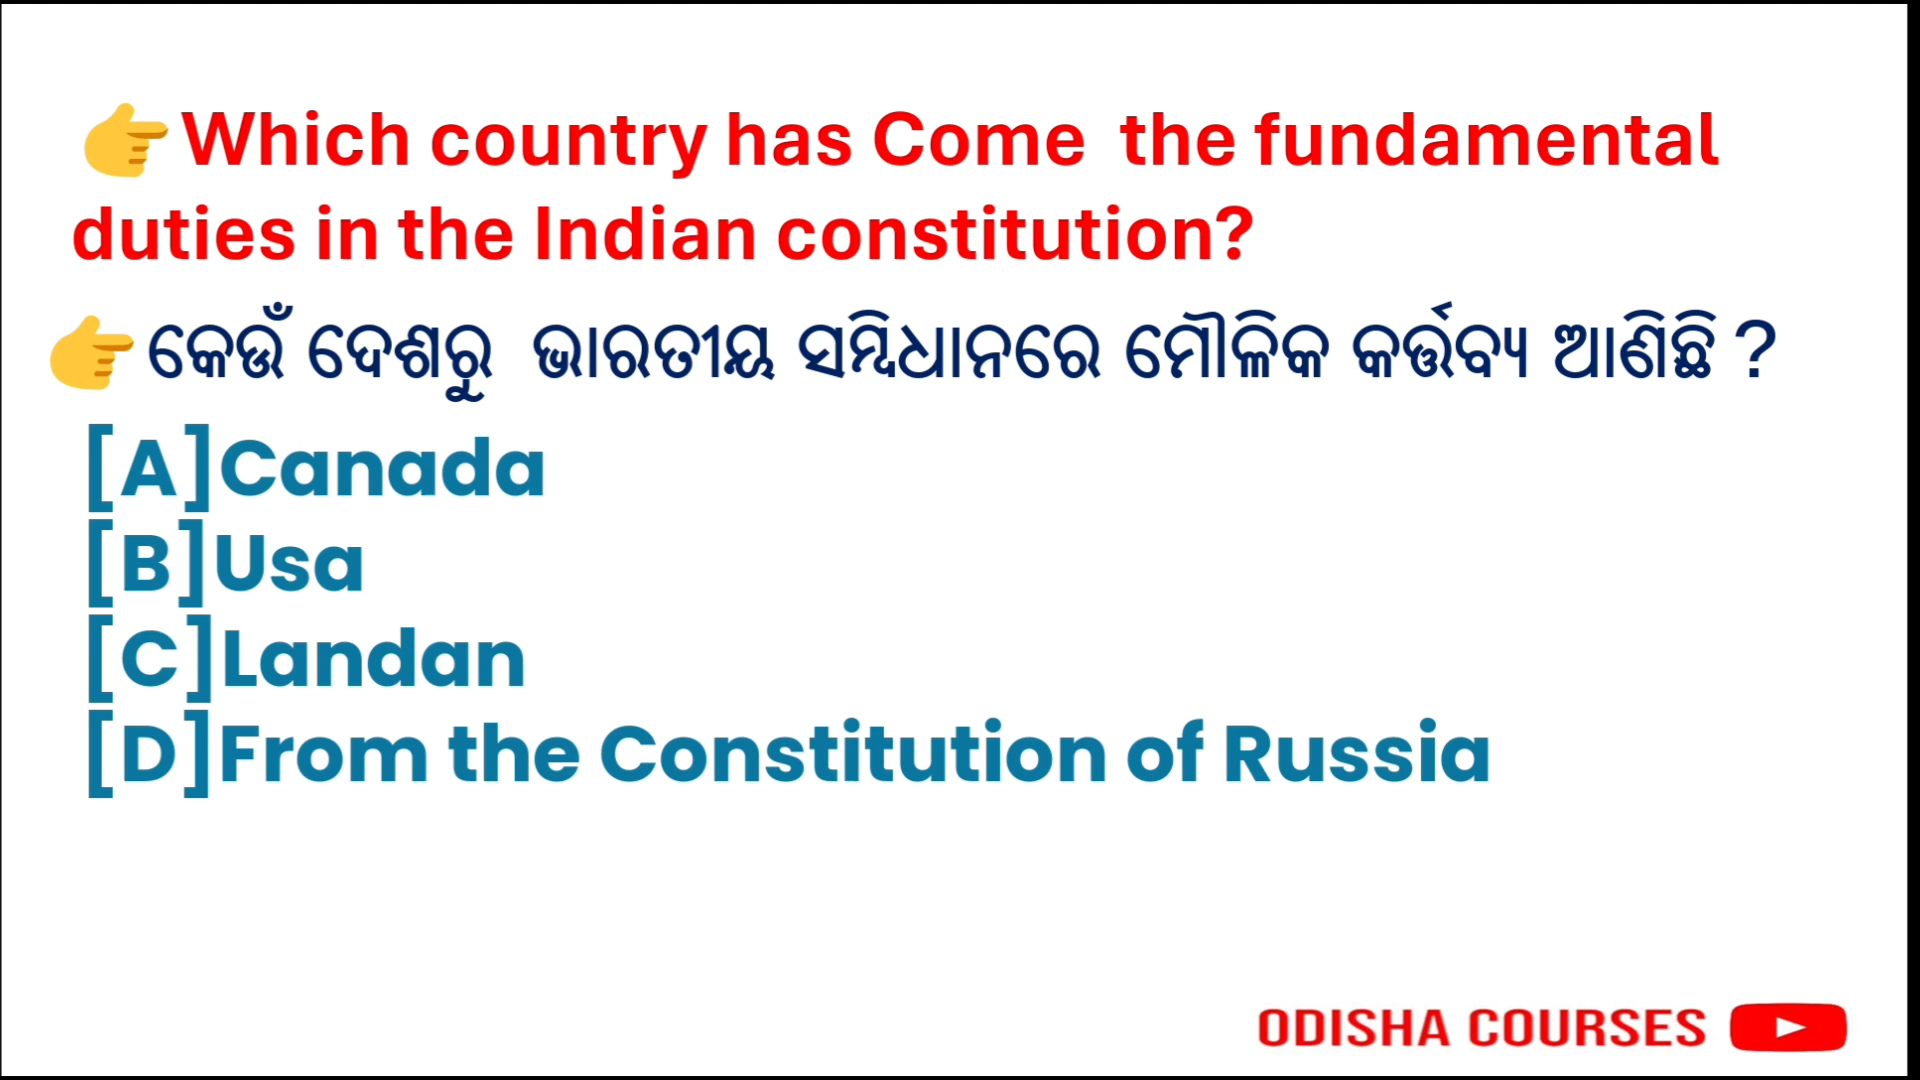 👉Which country has Come the fundamental
duties in the Indian constitution?
👉କେଉଁ ଦେଶରୁ ଭାରତୀୟ ସମ୍ବିଧାନରେ ମୌଳିକ କର୍ତ୍ତବ୍ୟ ଆଣିଛି ?
[A]Canada
[B]Usa
[C]Landan
[D]From the Constitution of Russia
ODISHA COURSES